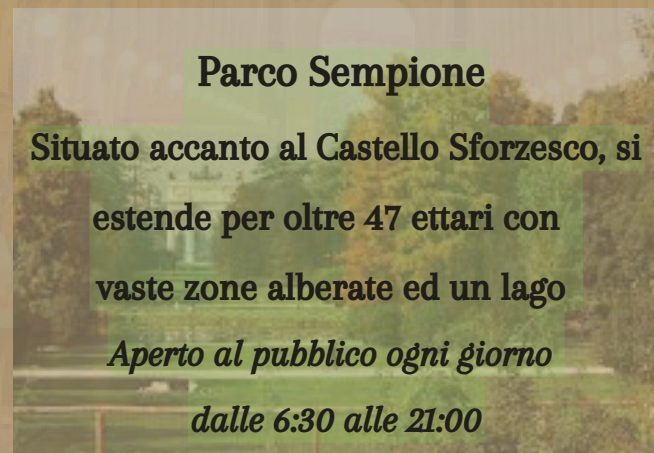 Parco Sempione
Situato accanto al Castello Sforzesco, si
estende per oltre 47 ettari con
vaste zone alberate ed un lago
Aperto al pubblico ogni giorno
dalle 6:30 alle 21:00